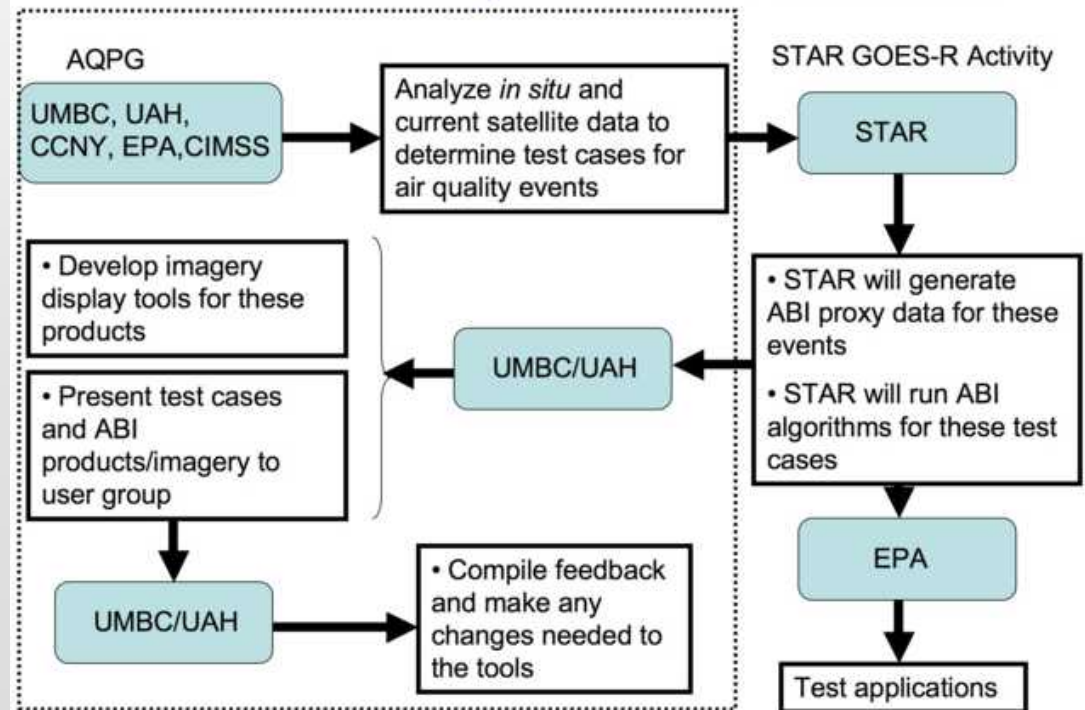 AQPG
UMBC, UAH,
CCNY, EPA,CIMSS
Analyze in situ and
current satellite data to
determine test cases for
air quality events
STAR GOES-R Activity
STAR
• STAR will generate
ABI proxy data for these
events
• STAR will run ABI
algorithms for these test
cases
UMBC/UAH
• Develop imagery
display tools for these
products
• Present test cases
and ABI
products/imagery to
user group
UMBC/UAH
• Compile feedback
and make any
changes needed to
the tools
EPA
Test applications